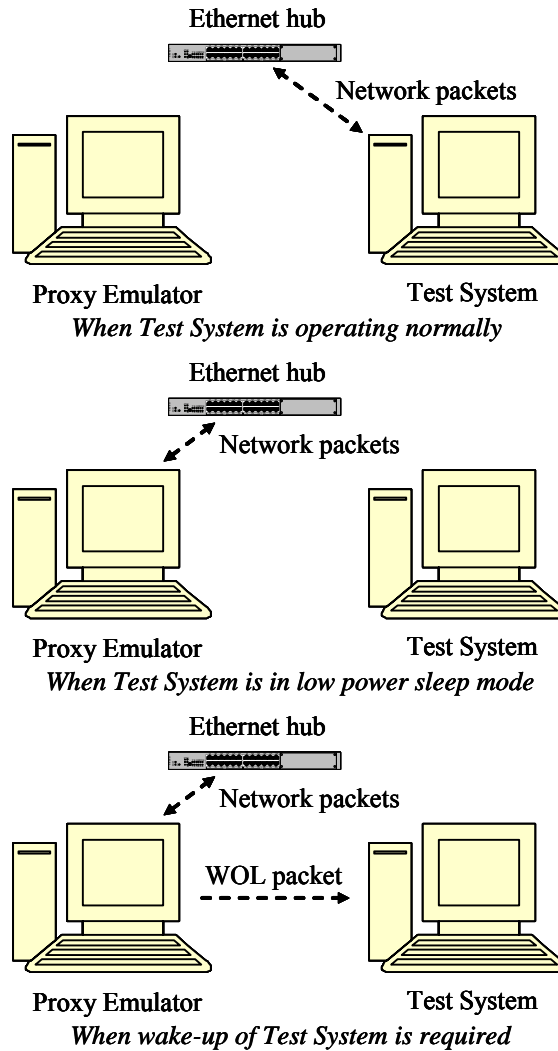 Ethernet hub
Network packets
Proxy Emulator
Test System
When Test System is operating normally
Ethernet hub
Network packets
Proxy Emulator
Test System
When Test System is in low power sleep mode
Ethernet hub
Network packets
WOL packet
Proxy Emulator
Test System
When wake-up of Test System is required